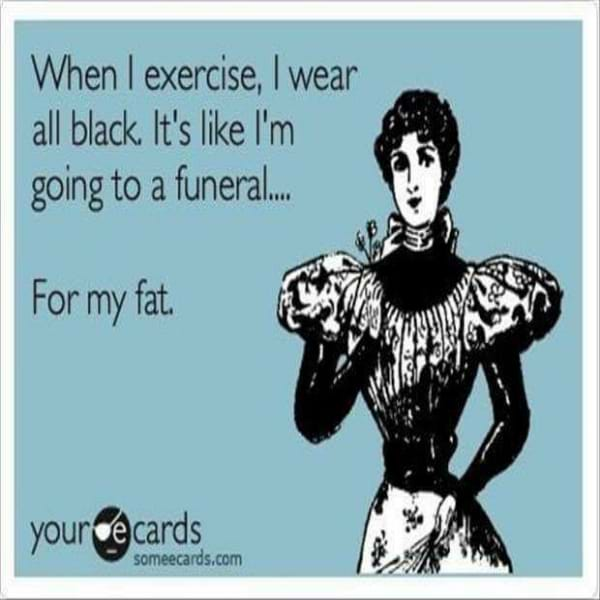 When I exercise, I wear
all black. It's like I'm
going to a funeral....
For my fat.
your e cards
someecards.com